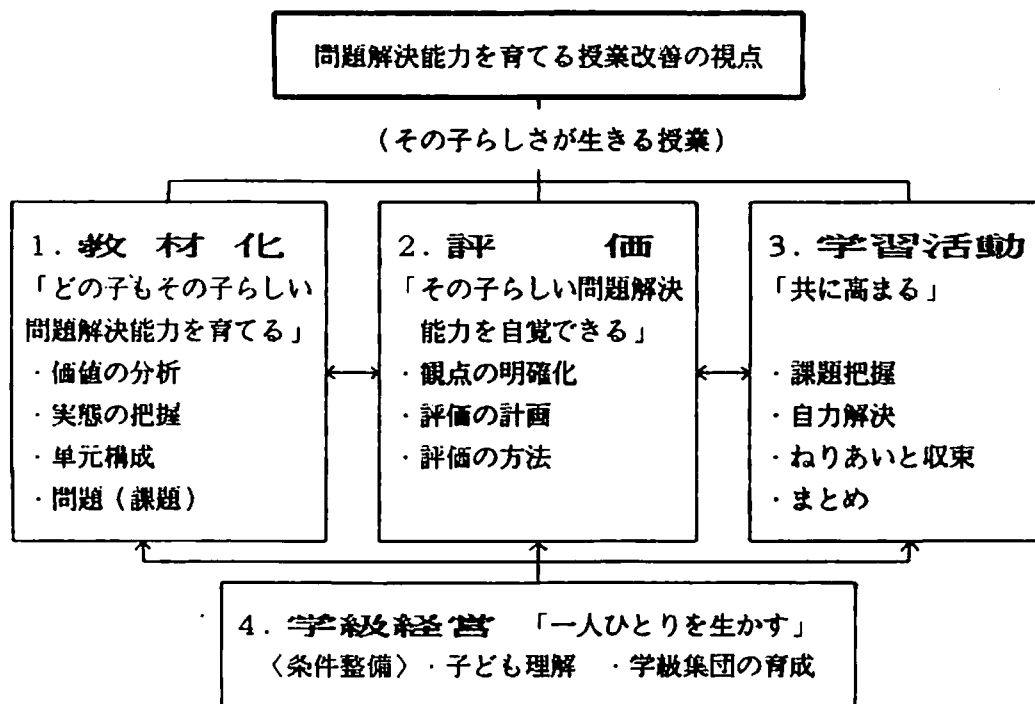 問題解決能力を育てる授業改善の視点
(その子らしさが生きる授業)
1. 教材化
「どの子もその子らしい
問題解決能力を育てる」
・価値の分析
・実態の把握
・単元構成
・問題(課題)
2. 評価
「その子らしい問題解決
能力を自覚できる」
・観点の明確化
・評価の計画
・評価の方法
3. 学習活動
「共に高まる」
・課題把握
・自力解決
・ねりあいと収束
・まとめ
4. 学級経営 「一人ひとりを生かす」
〈条件整備〉・子ども理解 ・学級集団の育成